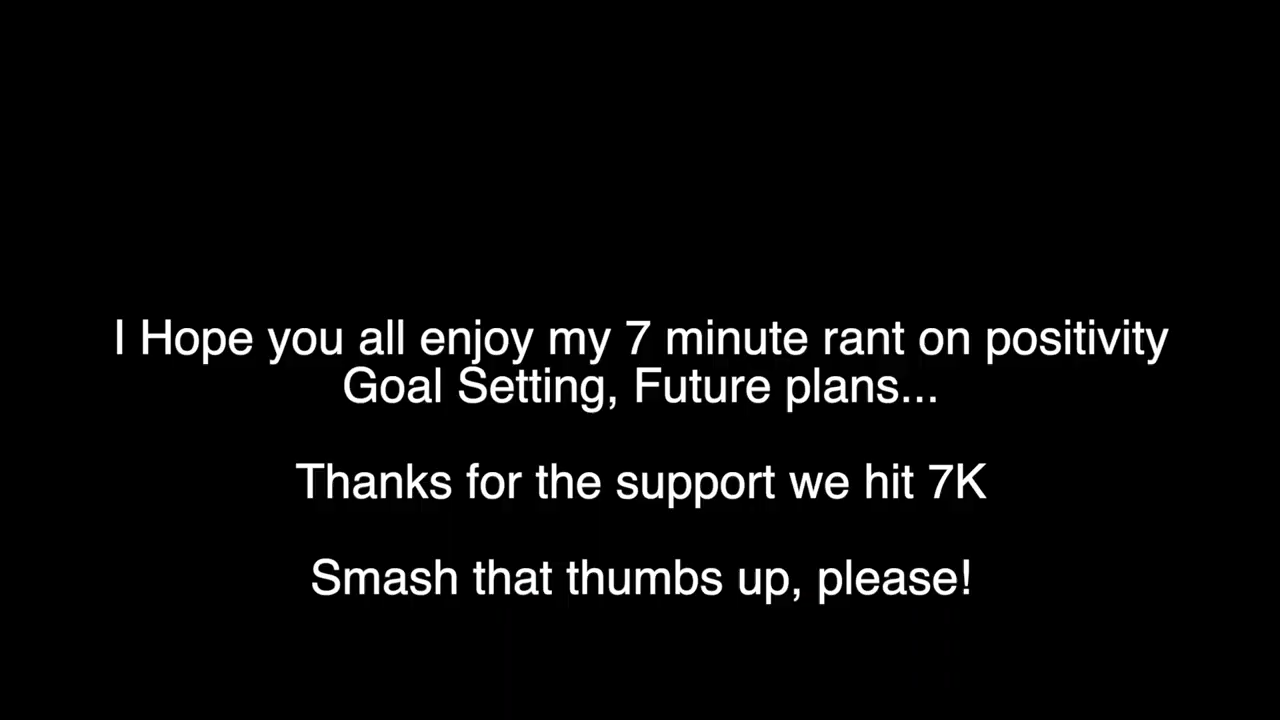 I Hope you all enjoy my 7 minute rant on positivity
Goal Setting, Future plans...
Thanks for the support we hit 7K
Smash that thumbs up, please!